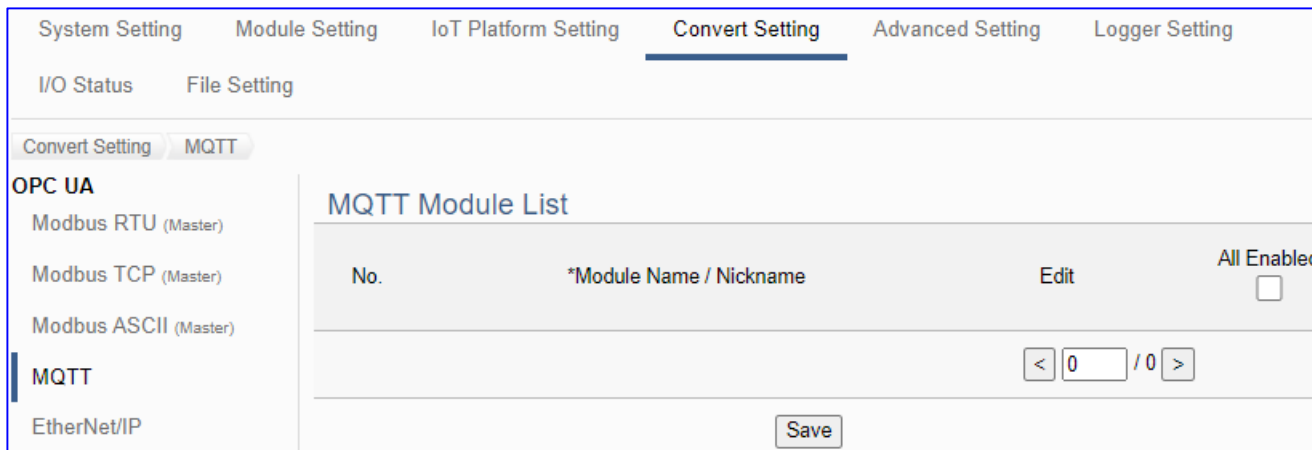 System Setting Module Setting IoT Platform Setting Convert Setting Advanced Setting Logger Setting
I/O Status File Setting
Convert Setting MQTT
OPC UA
Modbus RTU (Master)
Modbus TCP (Master)
Modbus ASCII (Master)
MQTT
EtherNet/IP
MQTT Module List
No. *Module Name / Nickname Edit All Enabled
< 0 / 0 >
Save